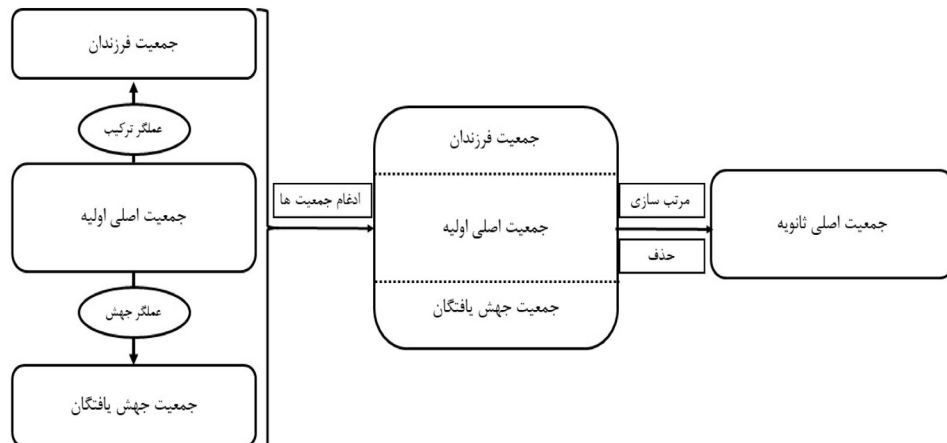 جمعیت فرزندان
عملگر ترکیب
جمعیت اصلی اولیه
عملگر جهش
جمعیت جهش یافتگان
ادغام جمعیت ها
جمعیت فرزندان
جمعیت اصلی اولیه
جمعیت جهش یافتگان
مرتب سازی
حذف
جمعیت اصلی ثانویه